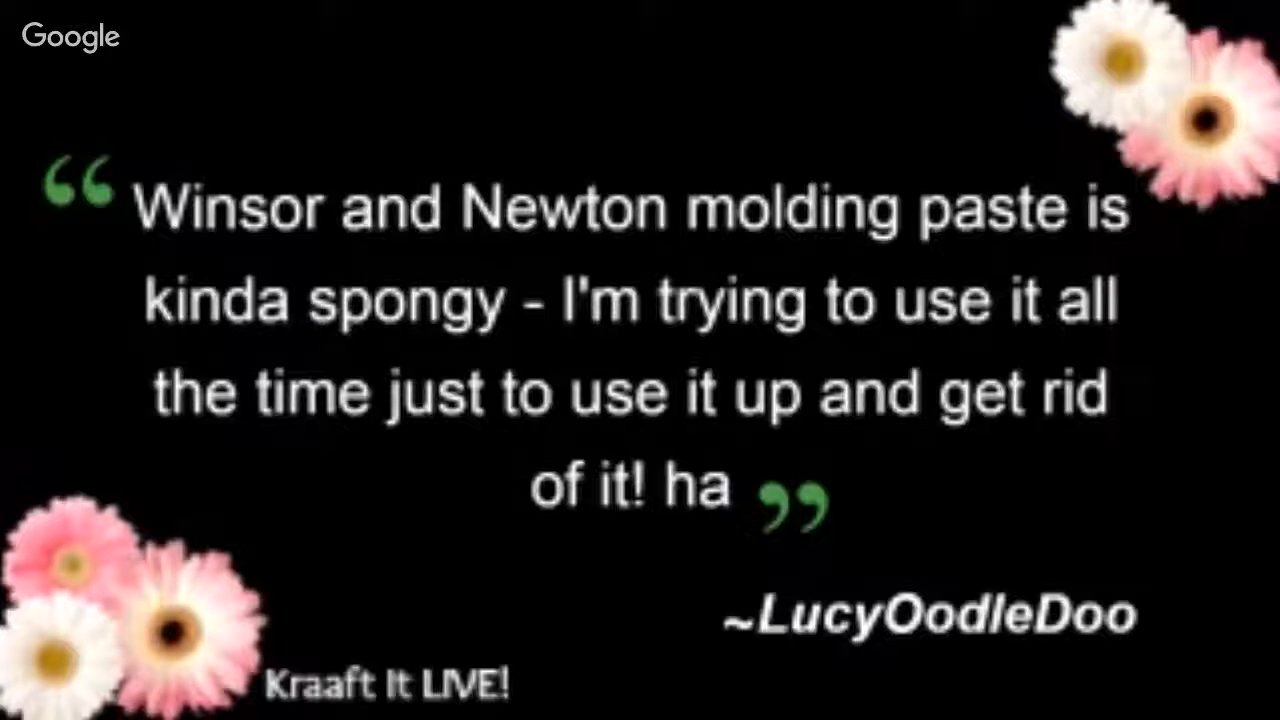 Google
“ Winsor and Newton molding paste is
kinda spongy - I'm trying to use it all
the time just to use it up and get rid
of it! ha ”
~LucyOodleDoo
Kraaft It LIVE!